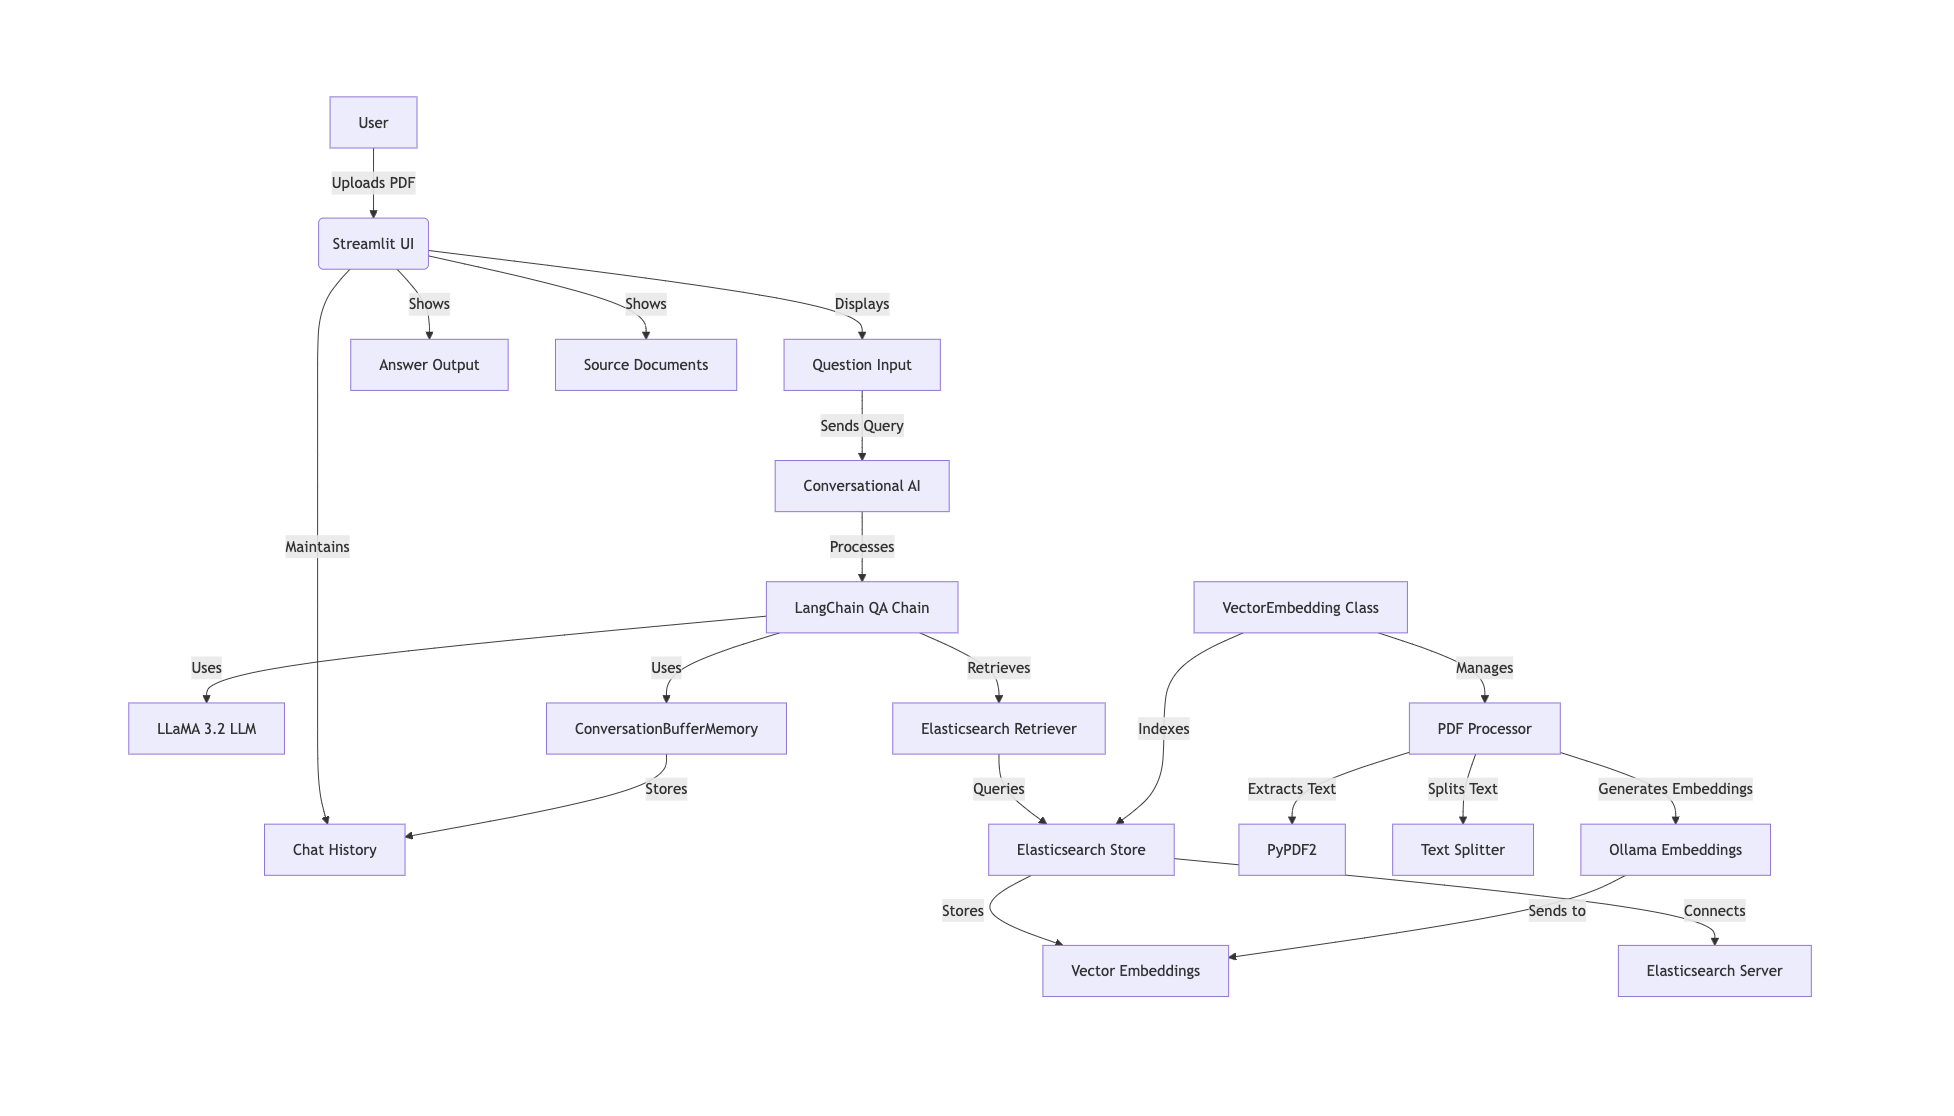 User
Uploads PDF
Streamlit UI
Shows
Shows
Displays
Answer Output
Source Documents
Question Input
Sends Query
Conversational AI
Maintains
Processes
LangChain QA Chain
VectorEmbedding Class
Uses
Uses
Retrieves
Manages
LLaMA 3.2 LLM
ConversationBufferMemory
Elasticsearch Retriever
Indexes
PDF Processor
Stores
Queries
Extracts Text
Splits Text
Generates Embeddings
Chat History
Elasticsearch Store
PyPDF2
Text Splitter
Ollama Embeddings
Stores
Sends to
Connects
Vector Embeddings
Elasticsearch Server